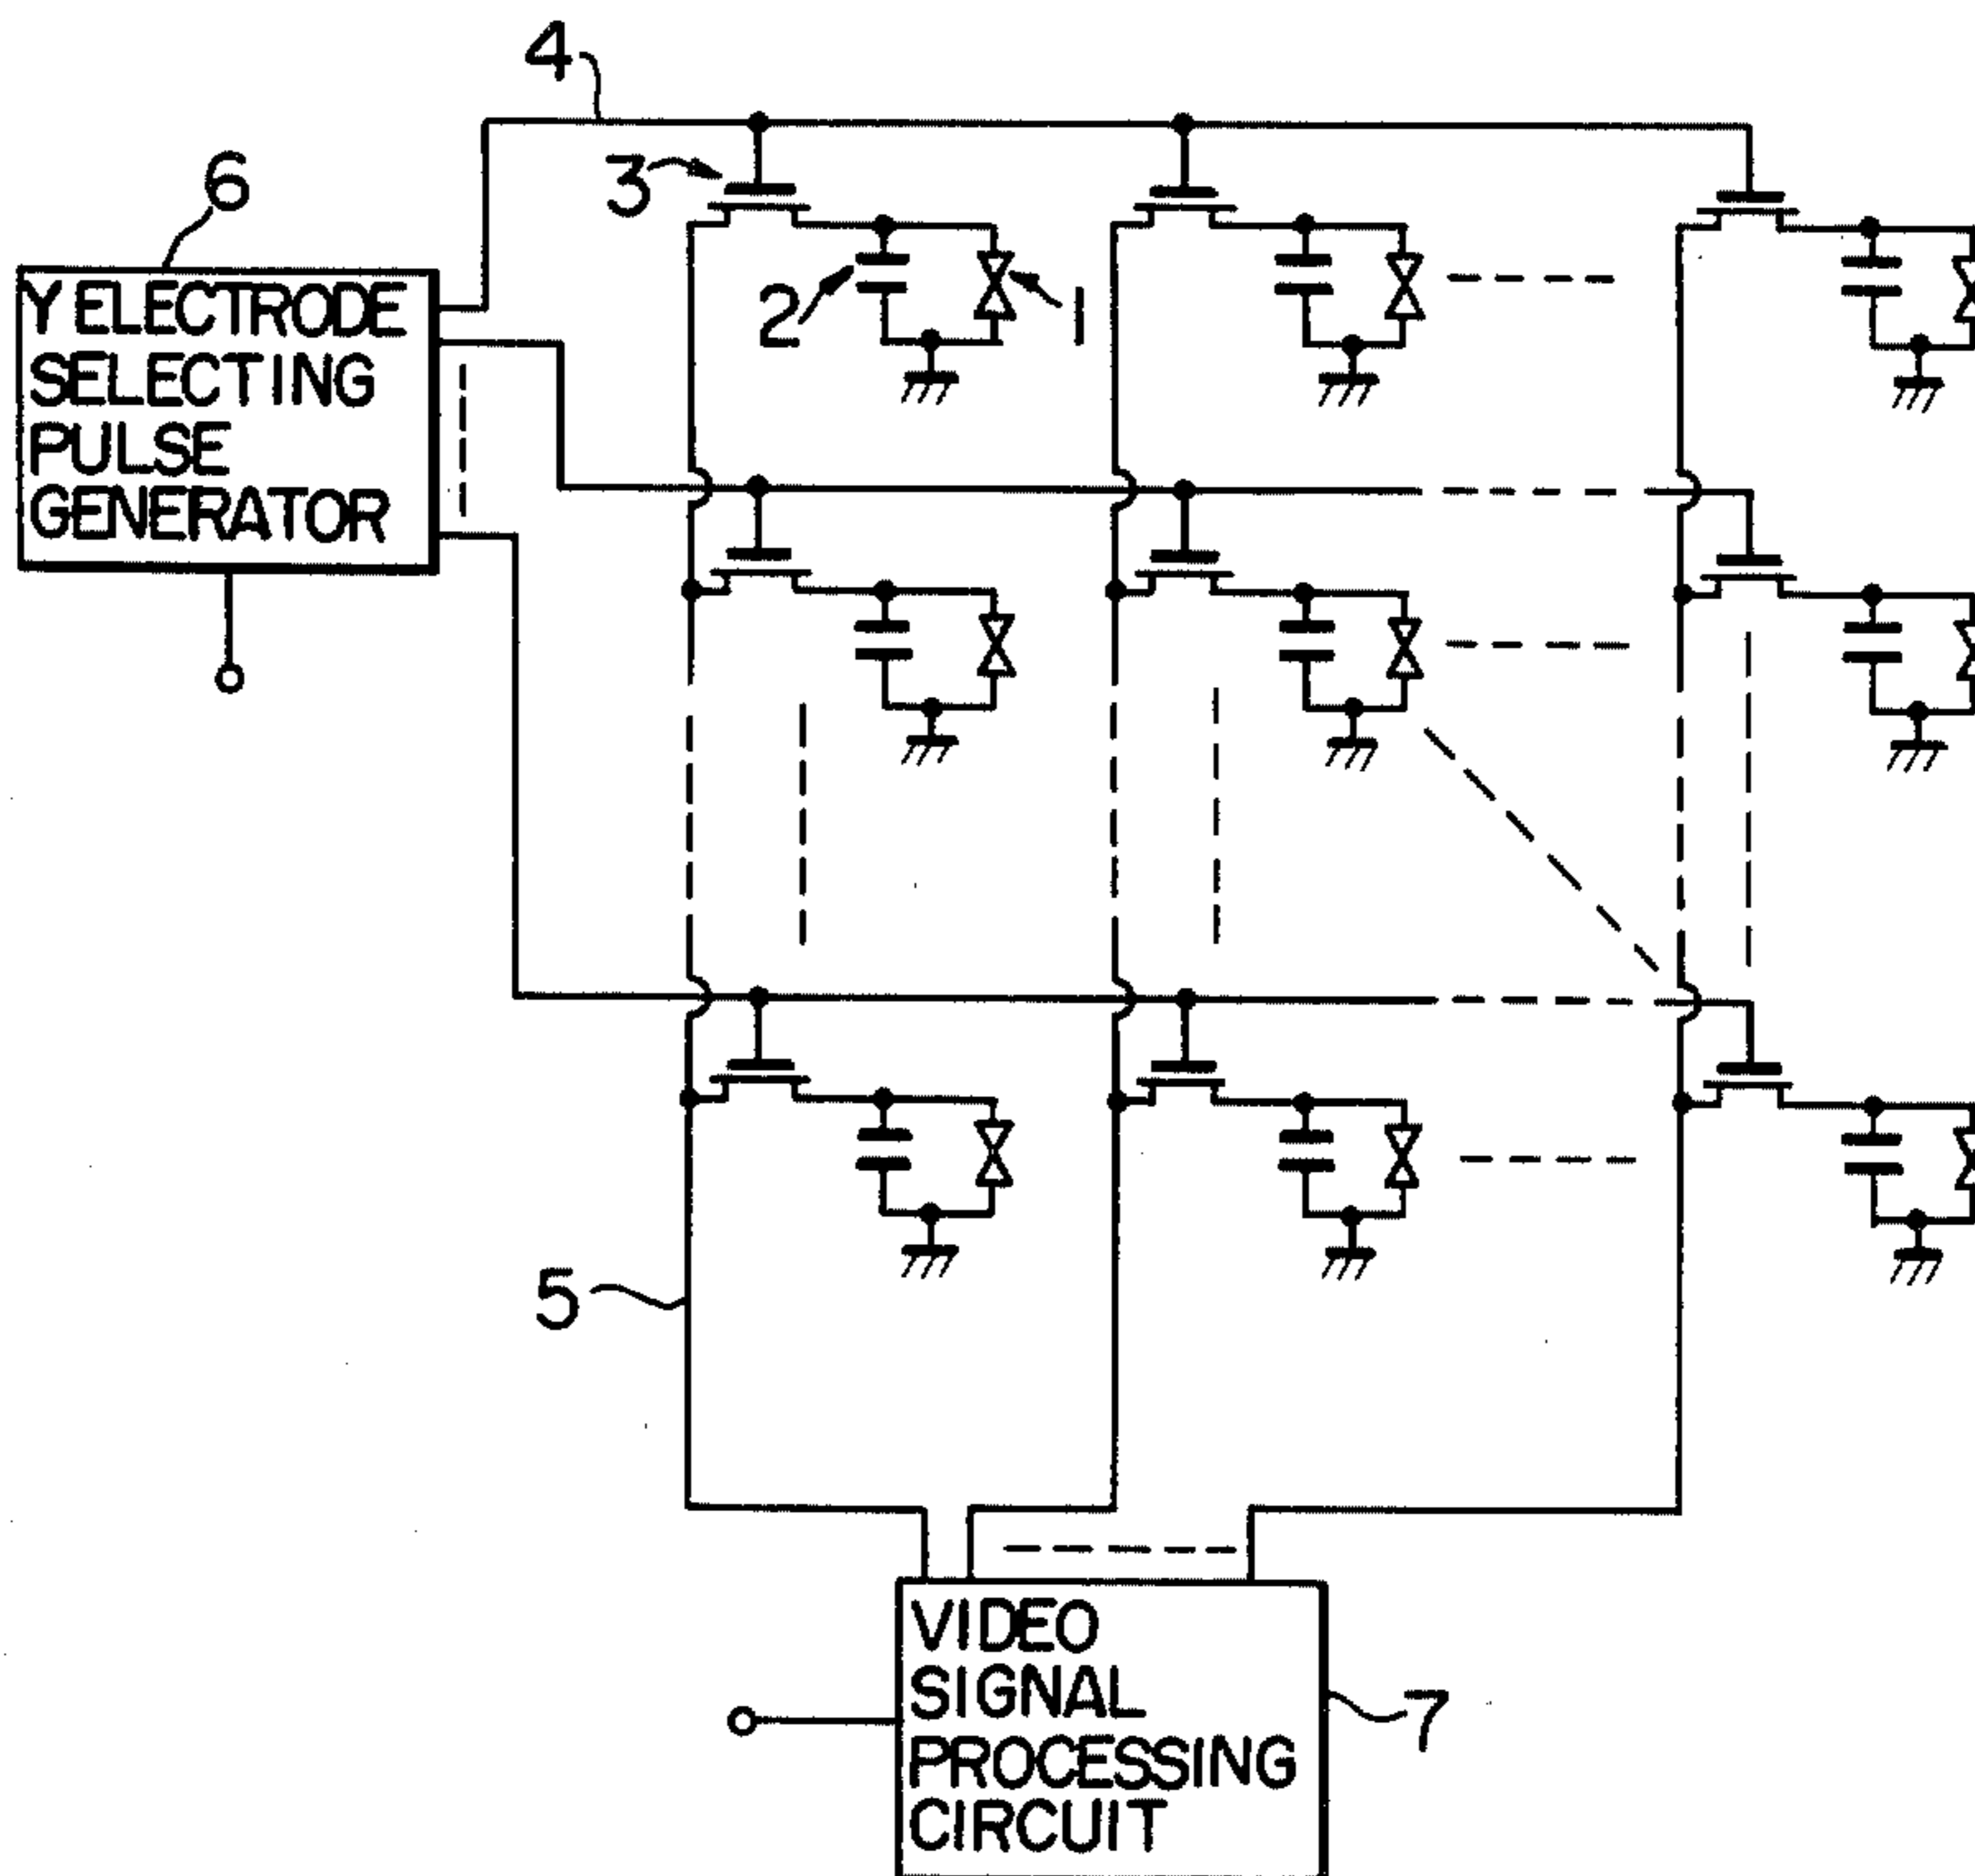 4
3
6
2
1
Y ELECTRODE
SELECTING
PULSE
GENERATOR
5
VIDEO
SIGNAL
PROCESSING
CIRCUIT
7